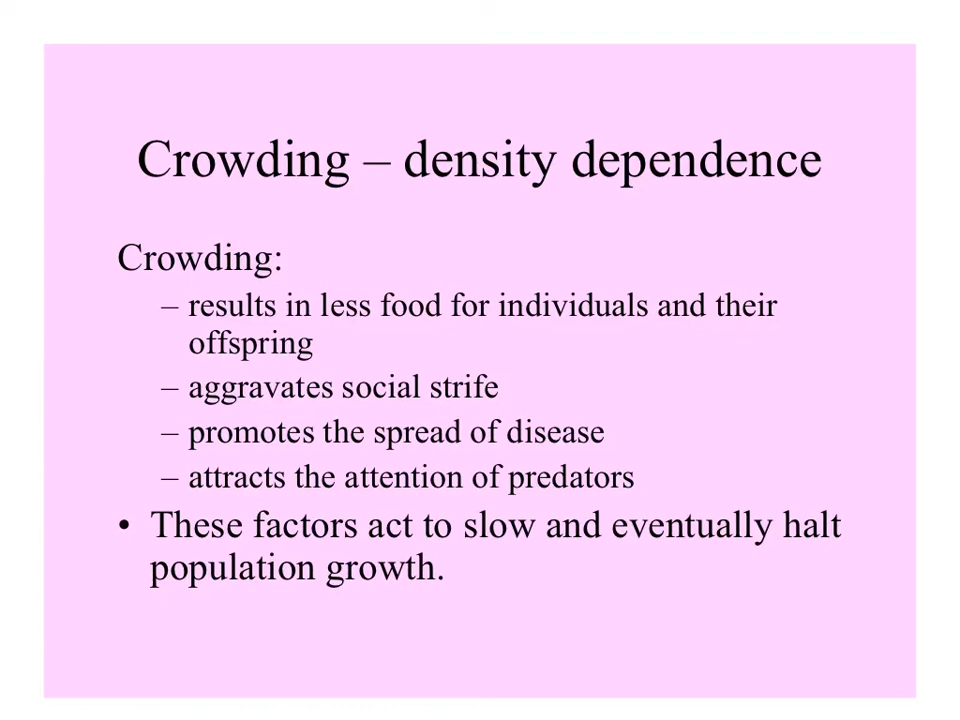 Crowding – density dependence
Crowding:
– results in less food for individuals and their
offspring
– aggravates social strife
– promotes the spread of disease
– attracts the attention of predators
• These factors act to slow and eventually halt
population growth.